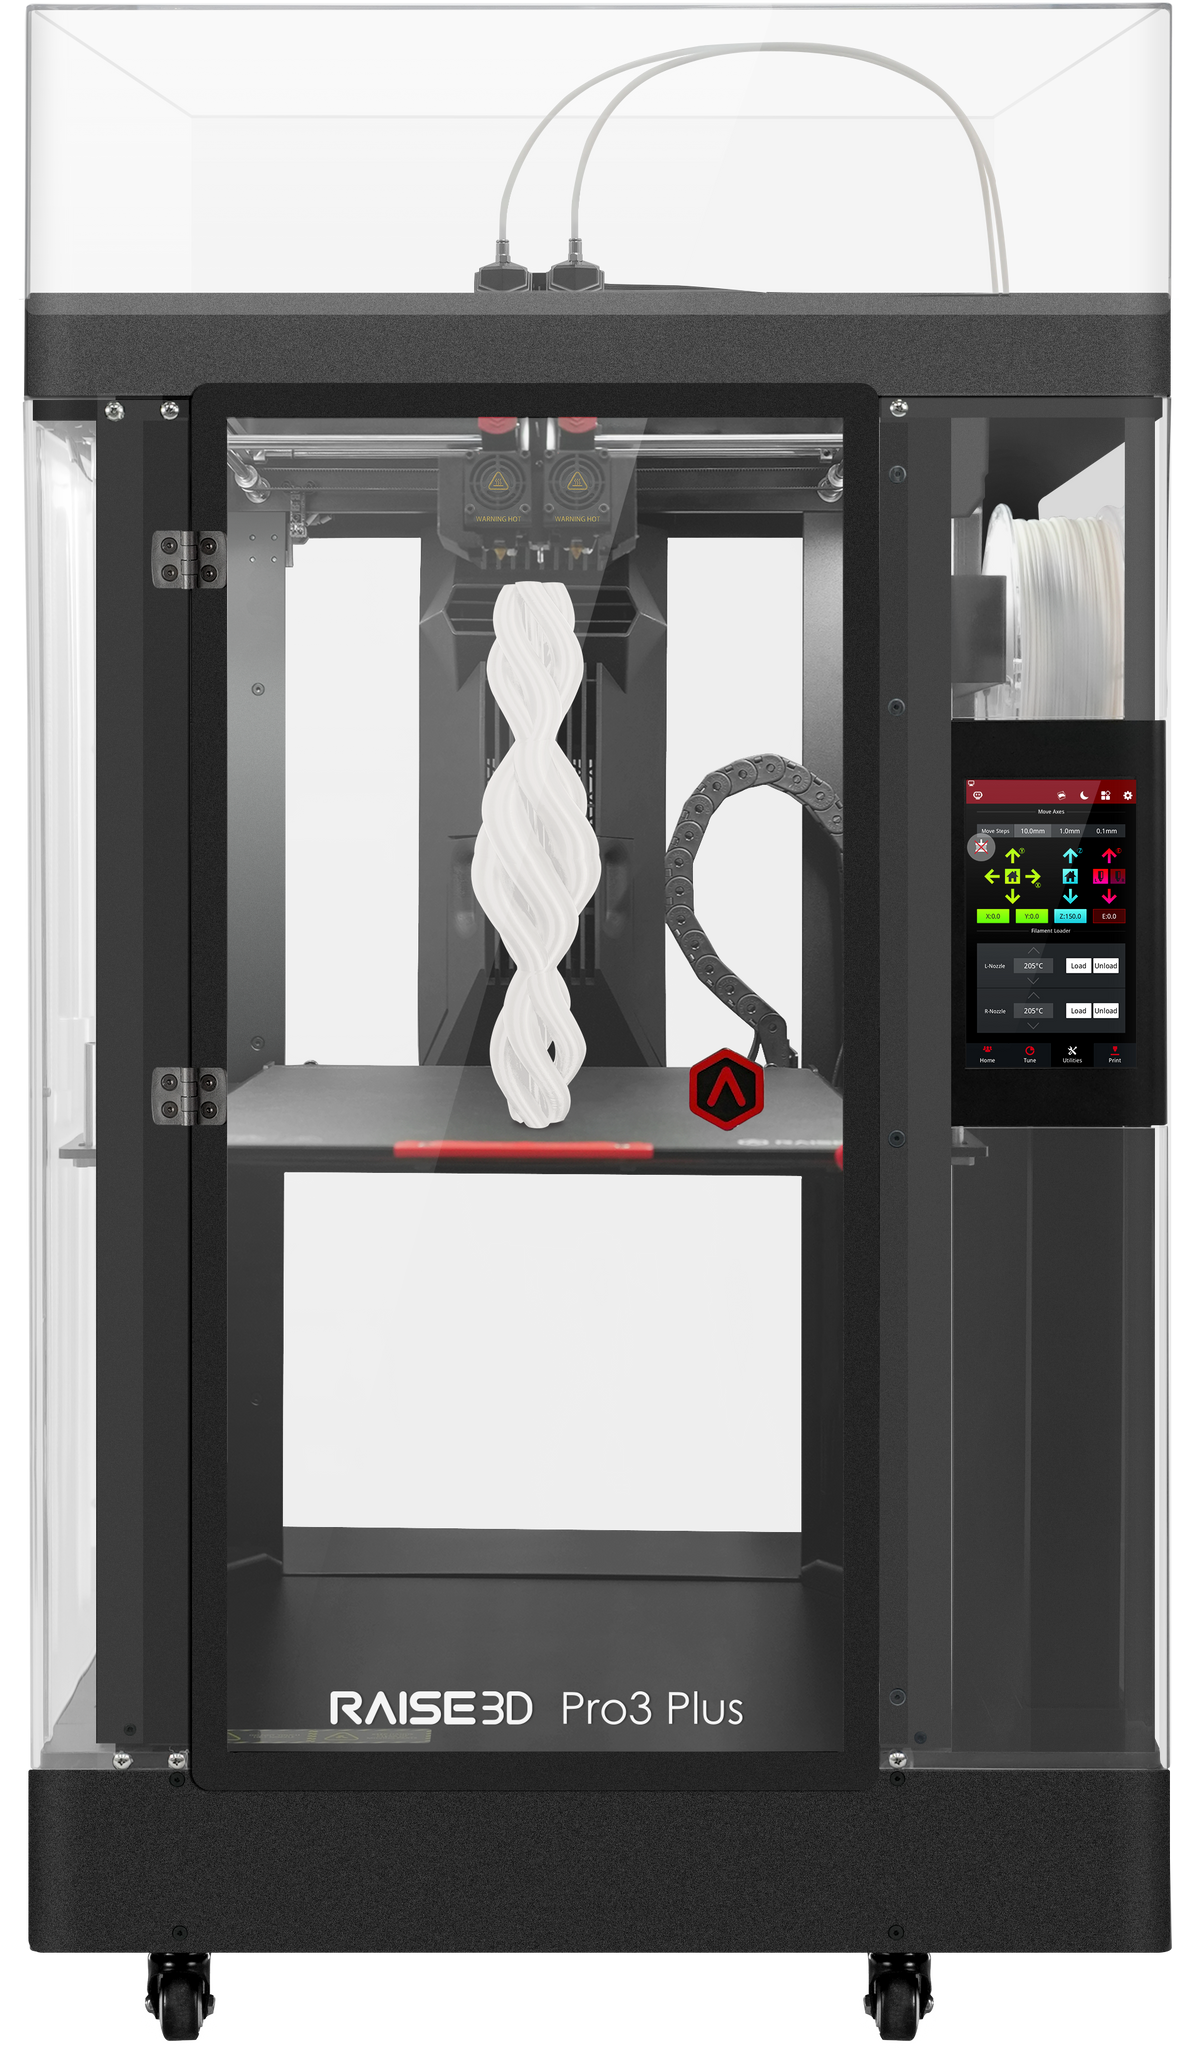 WARNING HOT
WARNING HOT
Move Axes
Move Steps 10.0mm 1.0mm 0.1mm
Y
Z
E
X
X:0.0 Y:0.0 Z:150.0 E:0.0
Filament Loader
L-Nozzle 205°C Load Unload
R-Nozzle 205°C Load Unload
Home Tune Utilities Print
RAISE
RAISE3D Pro3 Plus